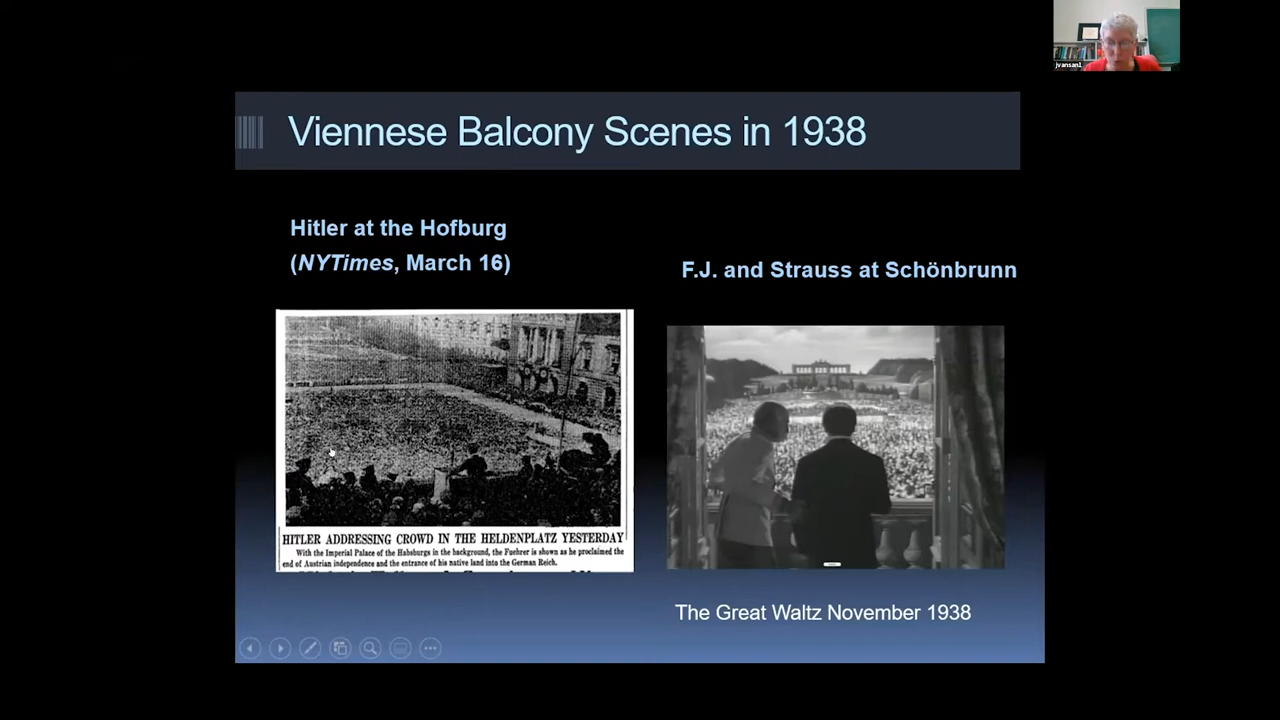 jvansan1
Viennese Balcony Scenes in 1938
Hitler at the Hofburg
(NYTimes, March 16)
F.J. and Strauss at Schönbrunn
HITLER ADDRESSING CROWD IN THE HELDENPLATZ YESTERDAY
With the Imperial Palace of the Habsburgs in the background, the Fuehrer is shown as he proclaimed the
end of Austrian independence and the entrance of his native land into the German Reich.
The Great Waltz November 1938